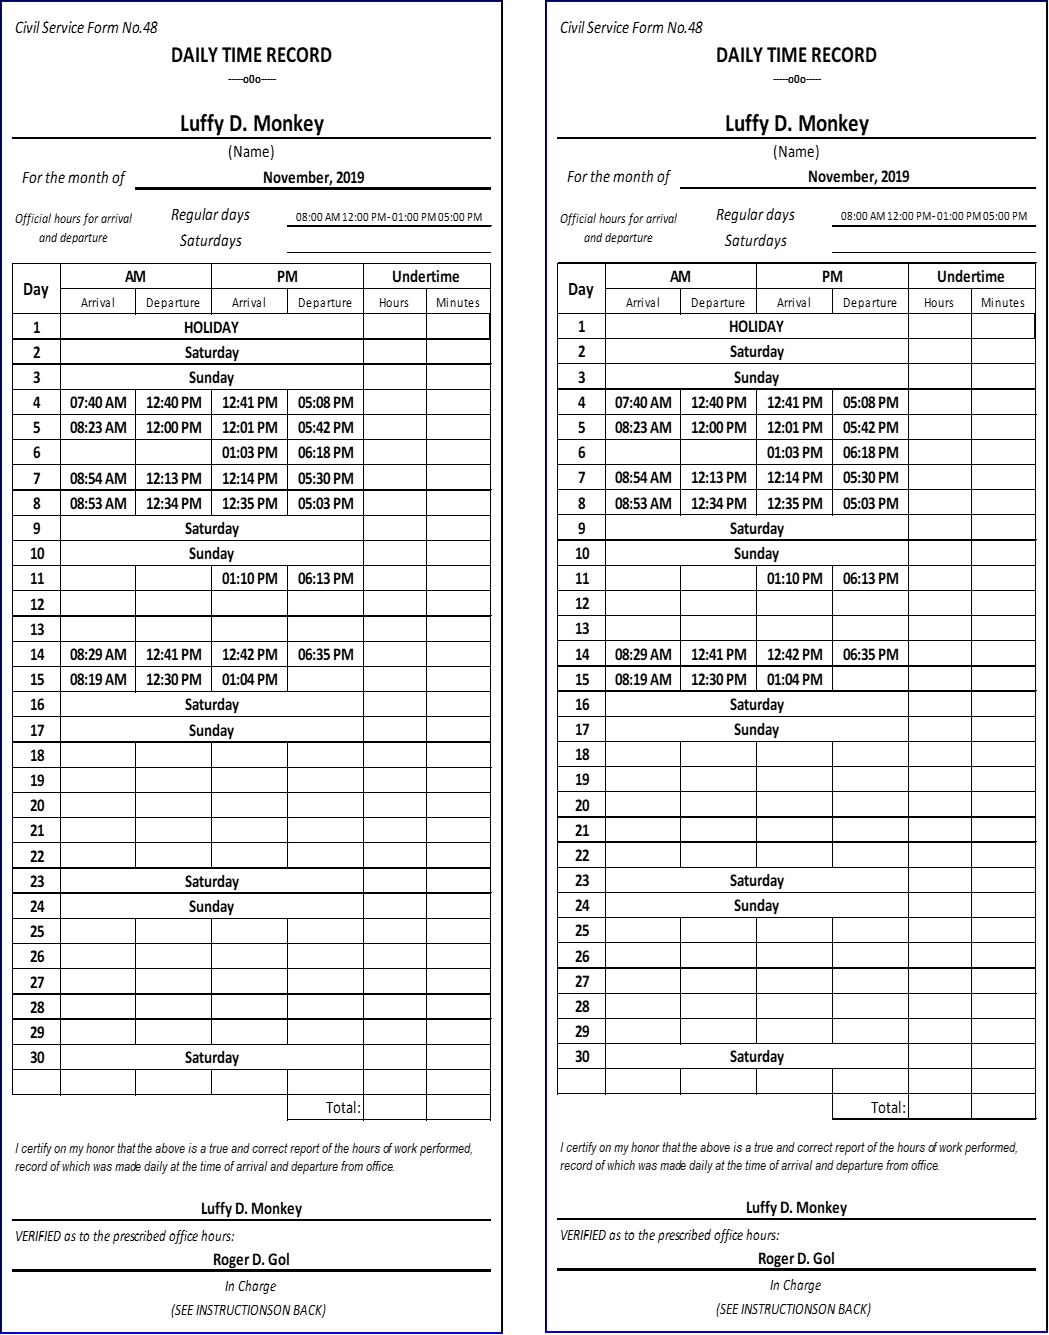 Civil Service Form No.48
DAILY TIME RECORD
-----o0o-----
Luffy D. Monkey
(Name)
For the month of November, 2019
Official hours for arrival and departure
Regular days 08:00 AM 12:00 PM - 01:00 PM 05:00 PM
Saturdays
Day AM PM Undertime
Arrival Departure Arrival Departure Hours Minutes
1 HOLIDAY
2 Saturday
3 Sunday
4 07:40 AM 12:40 PM 12:41 PM 05:08 PM
5 08:23 AM 12:00 PM 12:01 PM 05:42 PM
6 01:03 PM 06:18 PM
7 08:54 AM 12:13 PM 12:14 PM 05:30 PM
8 08:53 AM 12:34 PM 12:35 PM 05:03 PM
9 Saturday
10 Sunday
11 01:10 PM 06:13 PM
12
13
14 08:29 AM 12:41 PM 12:42 PM 06:35 PM
15 08:19 AM 12:30 PM 01:04 PM
16 Saturday
17 Sunday
18
19
20
21
22
23 Saturday
24 Sunday
25
26
27
28
29
30 Saturday
Total:
I certify on my honor that the above is a true and correct report of the hours of work performed,
record of which was made daily at the time of arrival and departure from office.
Luffy D. Monkey
VERIFIED as to the prescribed office hours:
Roger D. Gol
In Charge
(SEE INSTRUCTIONSON BACK)
Civil Service Form No.48
DAILY TIME RECORD
-----o0o-----
Luffy D. Monkey
(Name)
For the month of November, 2019
Official hours for arrival and departure
Regular days 08:00 AM 12:00 PM - 01:00 PM 05:00 PM
Saturdays
Day AM PM Undertime
Arrival Departure Arrival Departure Hours Minutes
1 HOLIDAY
2 Saturday
3 Sunday
4 07:40 AM 12:40 PM 12:41 PM 05:08 PM
5 08:23 AM 12:00 PM 12:01 PM 05:42 PM
6 01:03 PM 06:18 PM
7 08:54 AM 12:13 PM 12:14 PM 05:30 PM
8 08:53 AM 12:34 PM 12:35 PM 05:03 PM
9 Saturday
10 Sunday
11 01:10 PM 06:13 PM
12
13
14 08:29 AM 12:41 PM 12:42 PM 06:35 PM
15 08:19 AM 12:30 PM 01:04 PM
16 Saturday
17 Sunday
18
19
20
21
22
23 Saturday
24 Sunday
25
26
27
28
29
30 Saturday
Total:
I certify on my honor that the above is a true and correct report of the hours of work performed,
record of which was made daily at the time of arrival and departure from office.
Luffy D. Monkey
VERIFIED as to the prescribed office hours:
Roger D. Gol
In Charge
(SEE INSTRUCTIONSON BACK)